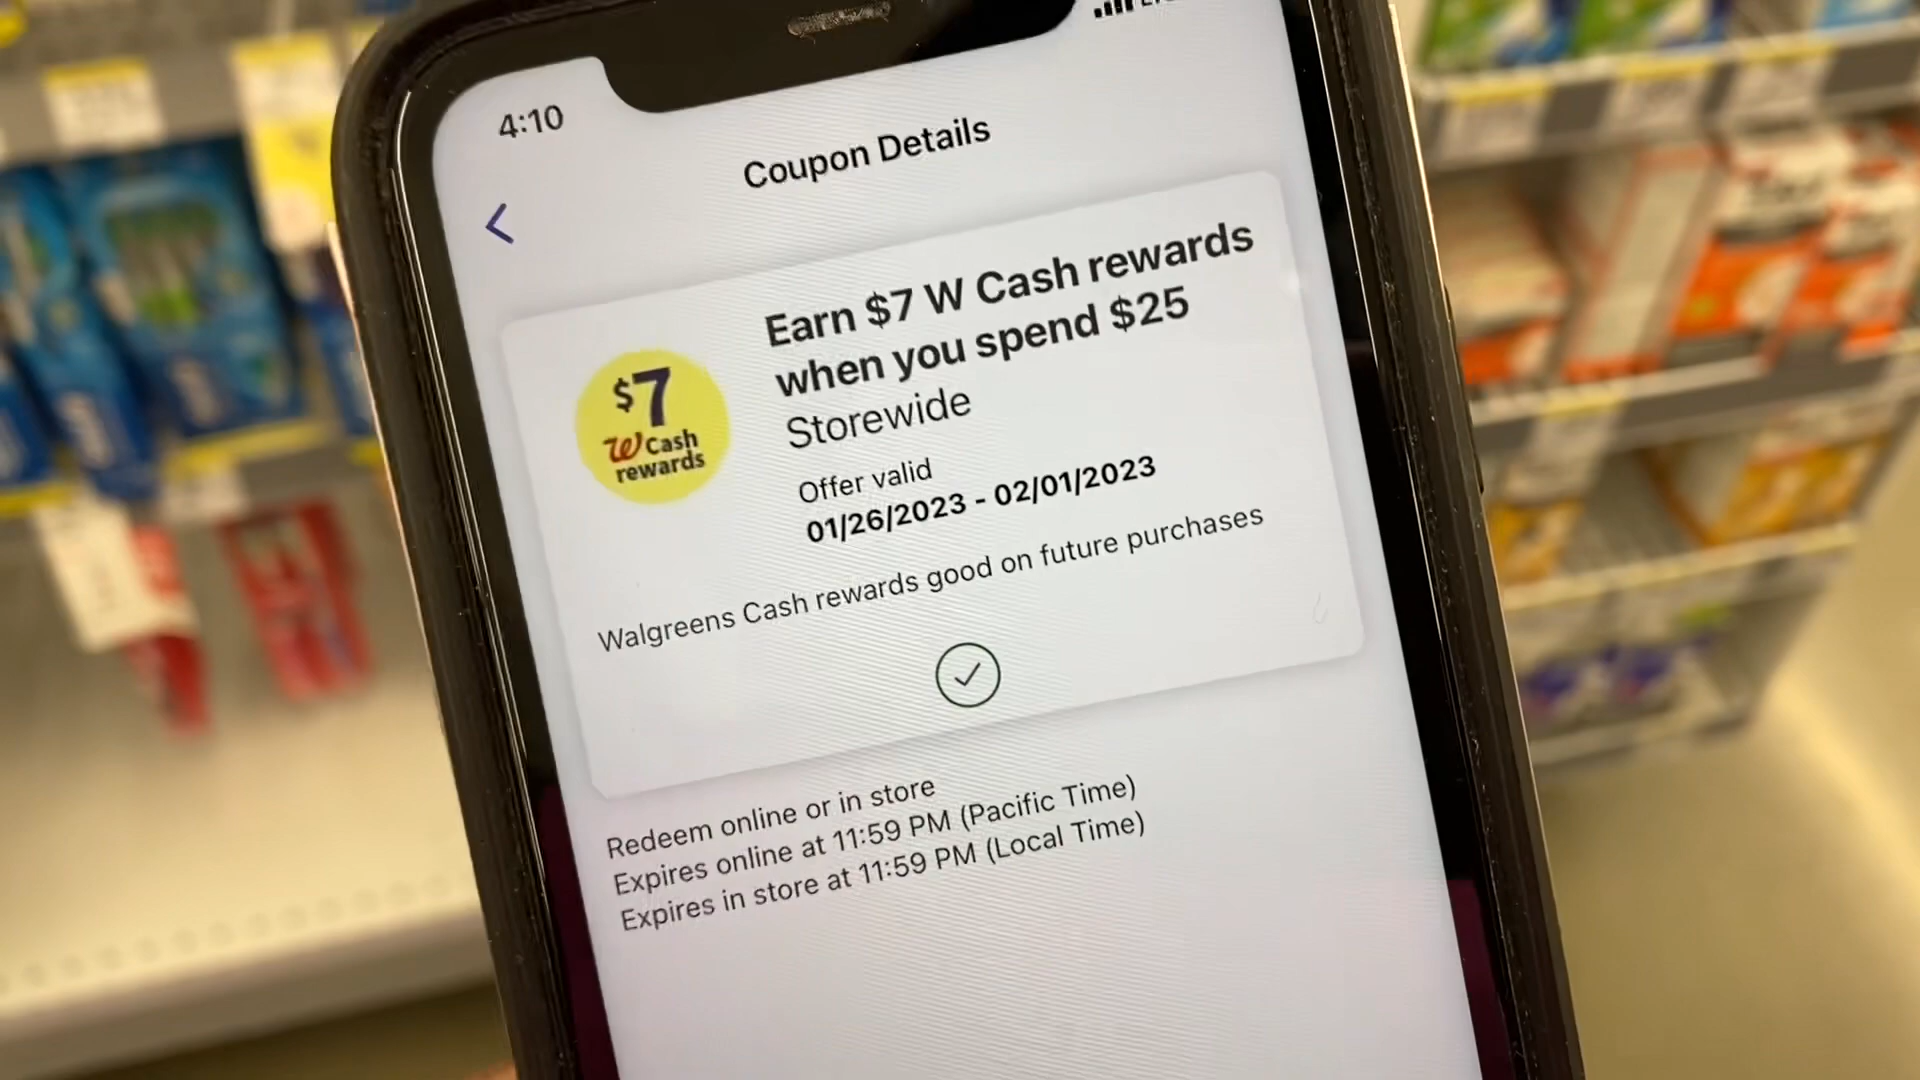 4:10
Coupon Details
$7
W Cash
rewards
Earn $7 W Cash rewards
when you spend $25
Storewide
Offer valid
01/26/2023 - 02/01/2023
Walgreens Cash rewards good on future purchases
Redeem online or in store
Expires online at 11:59 PM (Pacific Time)
Expires in store at 11:59 PM (Local Time)